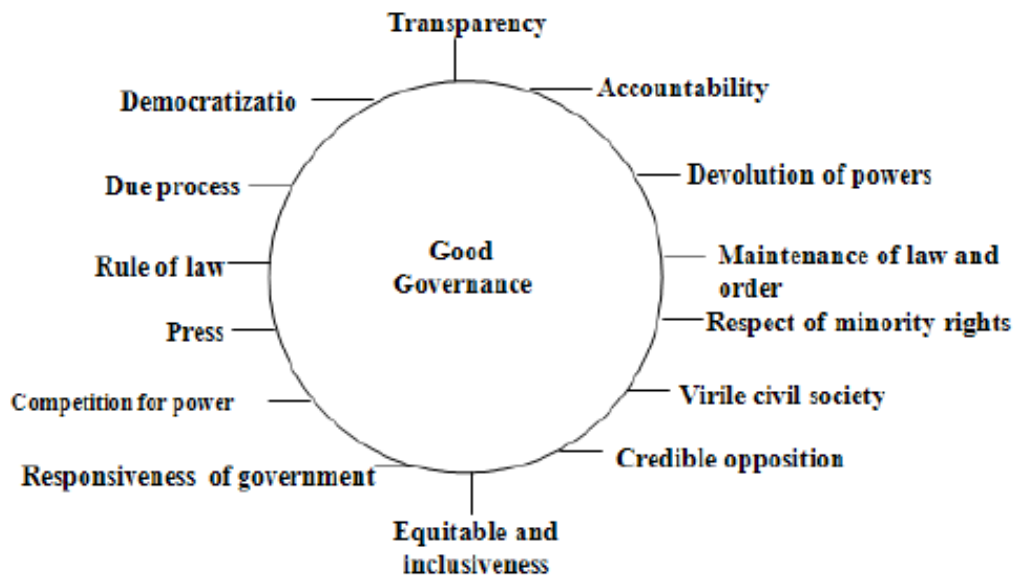 Transparency
Accountability
Democratizatio
Devolution of powers
Due process
Good
Governance
Maintenance of law and
order
Rule of law
Respect of minority rights
Press
Virile civil society
Competition for power
Credible opposition
Responsiveness of government
Equitable and
inclusiveness